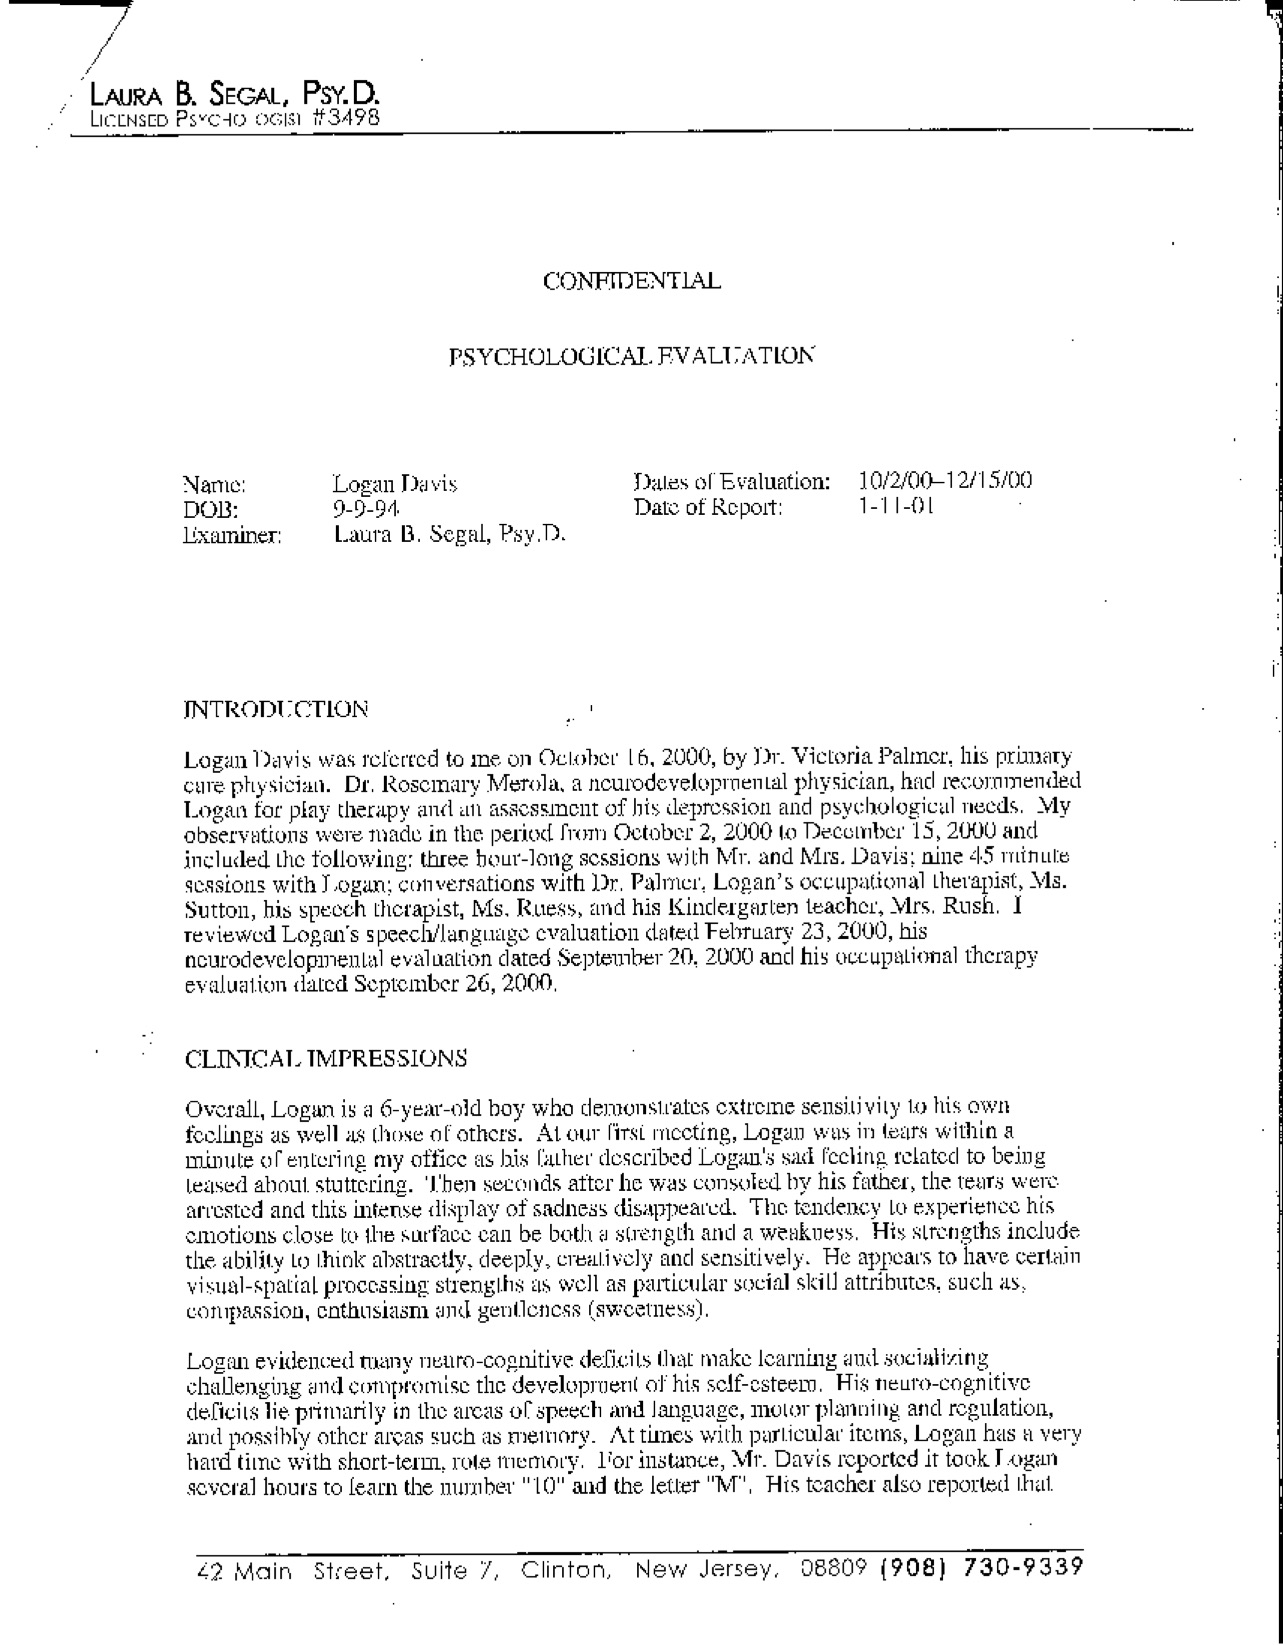 LAURA B. SEGAL, PSY.D.
LICENSED PSYCHOLOGIST #3498
CONFIDENTIAL
PSYCHOLOGICAL EVALUATION
Name: Logan Davis Dates of Evaluation: 10/2/00–12/15/00
DOB: 9-9-94 Date of Report: 1-11-01
Examiner: Laura B. Segal, Psy.D.
INTRODUCTION
Logan Davis was referred to me on October 16, 2000, by Dr. Victoria Palmer, his primary
care physician. Dr. Rosemary Merola, a neurodevelopmental physician, had recommended
Logan for play therapy and an assessment of his depression and psychological needs. My
observations were made in the period from October 2, 2000 to December 15, 2000 and
included the following: three hour-long sessions with Mr. and Mrs. Davis; nine 45 minute
sessions with Logan; conversations with Dr. Palmer, Logan's occupational therapist, Ms.
Sutton, his speech therapist, Ms. Ruess, and his Kindergarten teacher, Mrs. Rush. I
reviewed Logan's speech/language evaluation dated February 23, 2000, his
neurodevelopmental evaluation dated September 20, 2000 and his occupational therapy
evaluation dated September 26, 2000.
CLINICAL IMPRESSIONS
Overall, Logan is a 6-year-old boy who demonstrates extreme sensitivity to his own
feelings as well as those of others. At our first meeting, Logan was in tears within a
minute of entering my office as his father described Logan's sad feeling related to being
teased about stuttering. Then seconds after he was consoled by his father, the tears were
arrested and this intense display of sadness disappeared. The tendency to experience his
emotions close to the surface can be both a strength and a weakness. His strengths include
the ability to think abstractly, deeply, creatively and sensitively. He appears to have certain
visual-spatial processing strengths as well as particular social skill attributes, such as,
compassion, enthusiasm and gentleness (sweetness).
Logan evidenced many neuro-cognitive deficits that make learning and socializing
challenging and compromise the development of his self-esteem. His neuro-cognitive
deficits lie primarily in the areas of speech and language, motor planning and regulation,
and possibly other areas such as memory. At times with particular items, Logan has a very
hard time with short-term, rote memory. For instance, Mr. Davis reported it took Logan
several hours to learn the number "10" and the letter "M". His teacher also reported that
42 Main Street, Suite 7, Clinton, New Jersey, 08809 (908) 730-9339